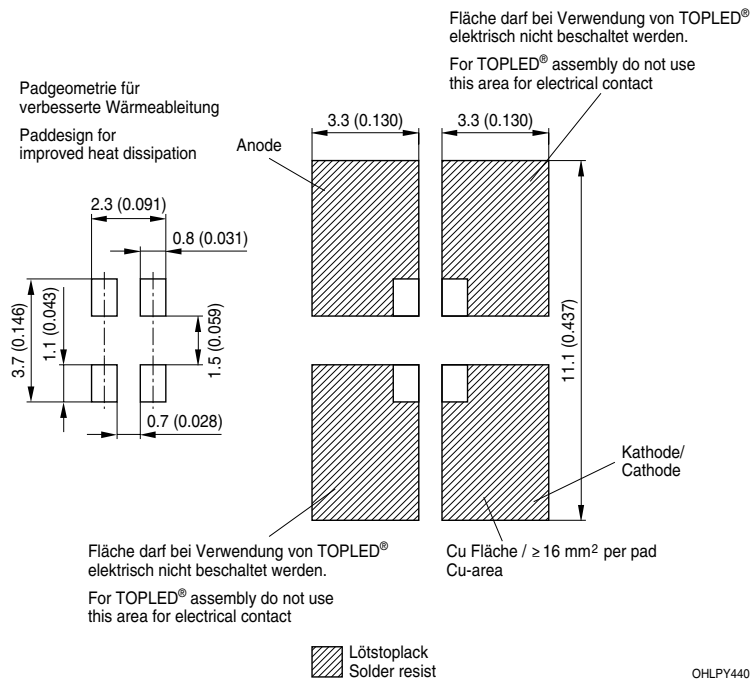 Fläche darf bei Verwendung von TOPLED®
elektrisch nicht beschaltet werden.
For TOPLED® assembly do not use
this area for electrical contact
Padgeometrie für
verbesserte Wärmeableitung
Paddesign for
improved heat dissipation
Anode
3.3 (0.130)
3.3 (0.130)
2.3 (0.091)
0.8 (0.031)
3.7 (0.146)
1.1 (0.043)
1.5 (0.059)
0.7 (0.028)
11.1 (0.437)
Kathode/
Cathode
Fläche darf bei Verwendung von TOPLED®
elektrisch nicht beschaltet werden.
For TOPLED® assembly do not use
this area for electrical contact
Cu Fläche / ≥ 16 mm² per pad
Cu-area
Lötstoplack
Solder resist
OHLPY440